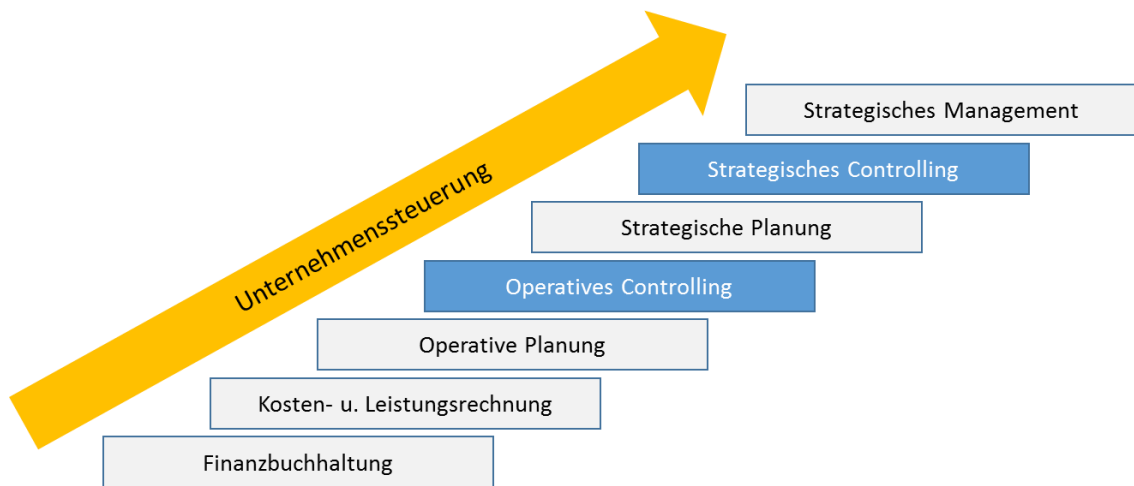 Unternehmenssteuerung
Strategisches Management
Strategisches Controlling
Strategische Planung
Operatives Controlling
Operative Planung
Kosten- u. Leistungsrechnung
Finanzbuchhaltung